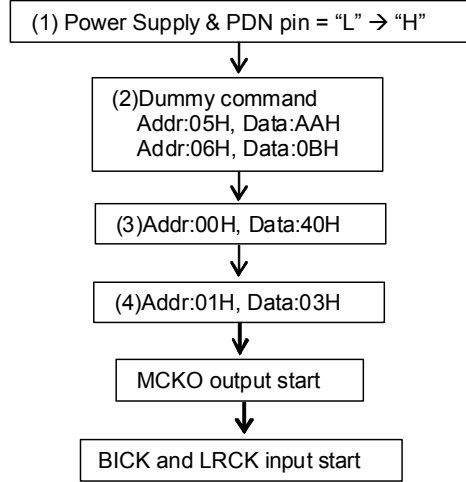 (1) Power Supply & PDN pin = “L” → “H”
(2)Dummy command
Addr:05H, Data:AAH
Addr:06H, Data:0BH
(3)Addr:00H, Data:40H
(4)Addr:01H, Data:03H
MCKO output start
BICK and LRCK input start